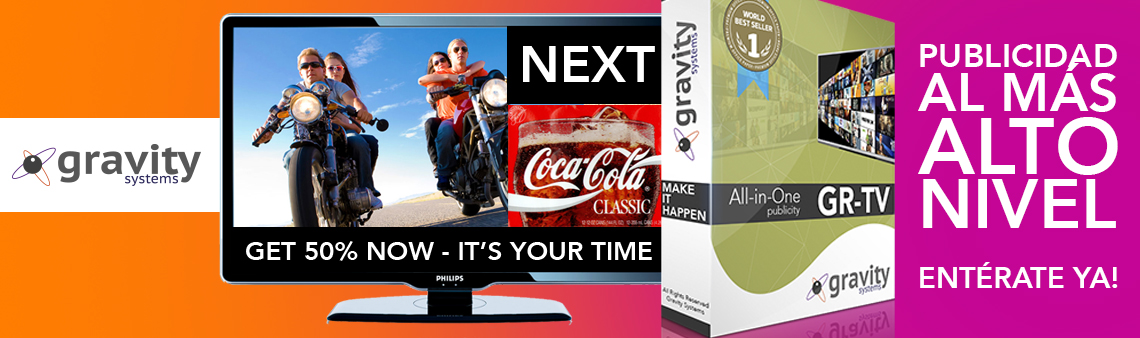 gravity
systems
NEXT
Coca-Cola®
CLASSIC
GET 50% NOW - IT'S YOUR TIME
PHILIPS
WORLD
BEST SELLER
1
gravity
systems
MAKE
IT
HAPPEN
All-in-One
publicity
GR-TV
gravity
systems
All Rights Reserved
Gravity Systems
PUBLICIDAD
AL MÁS
ALTO
NIVEL
ENTÉRATE YA!